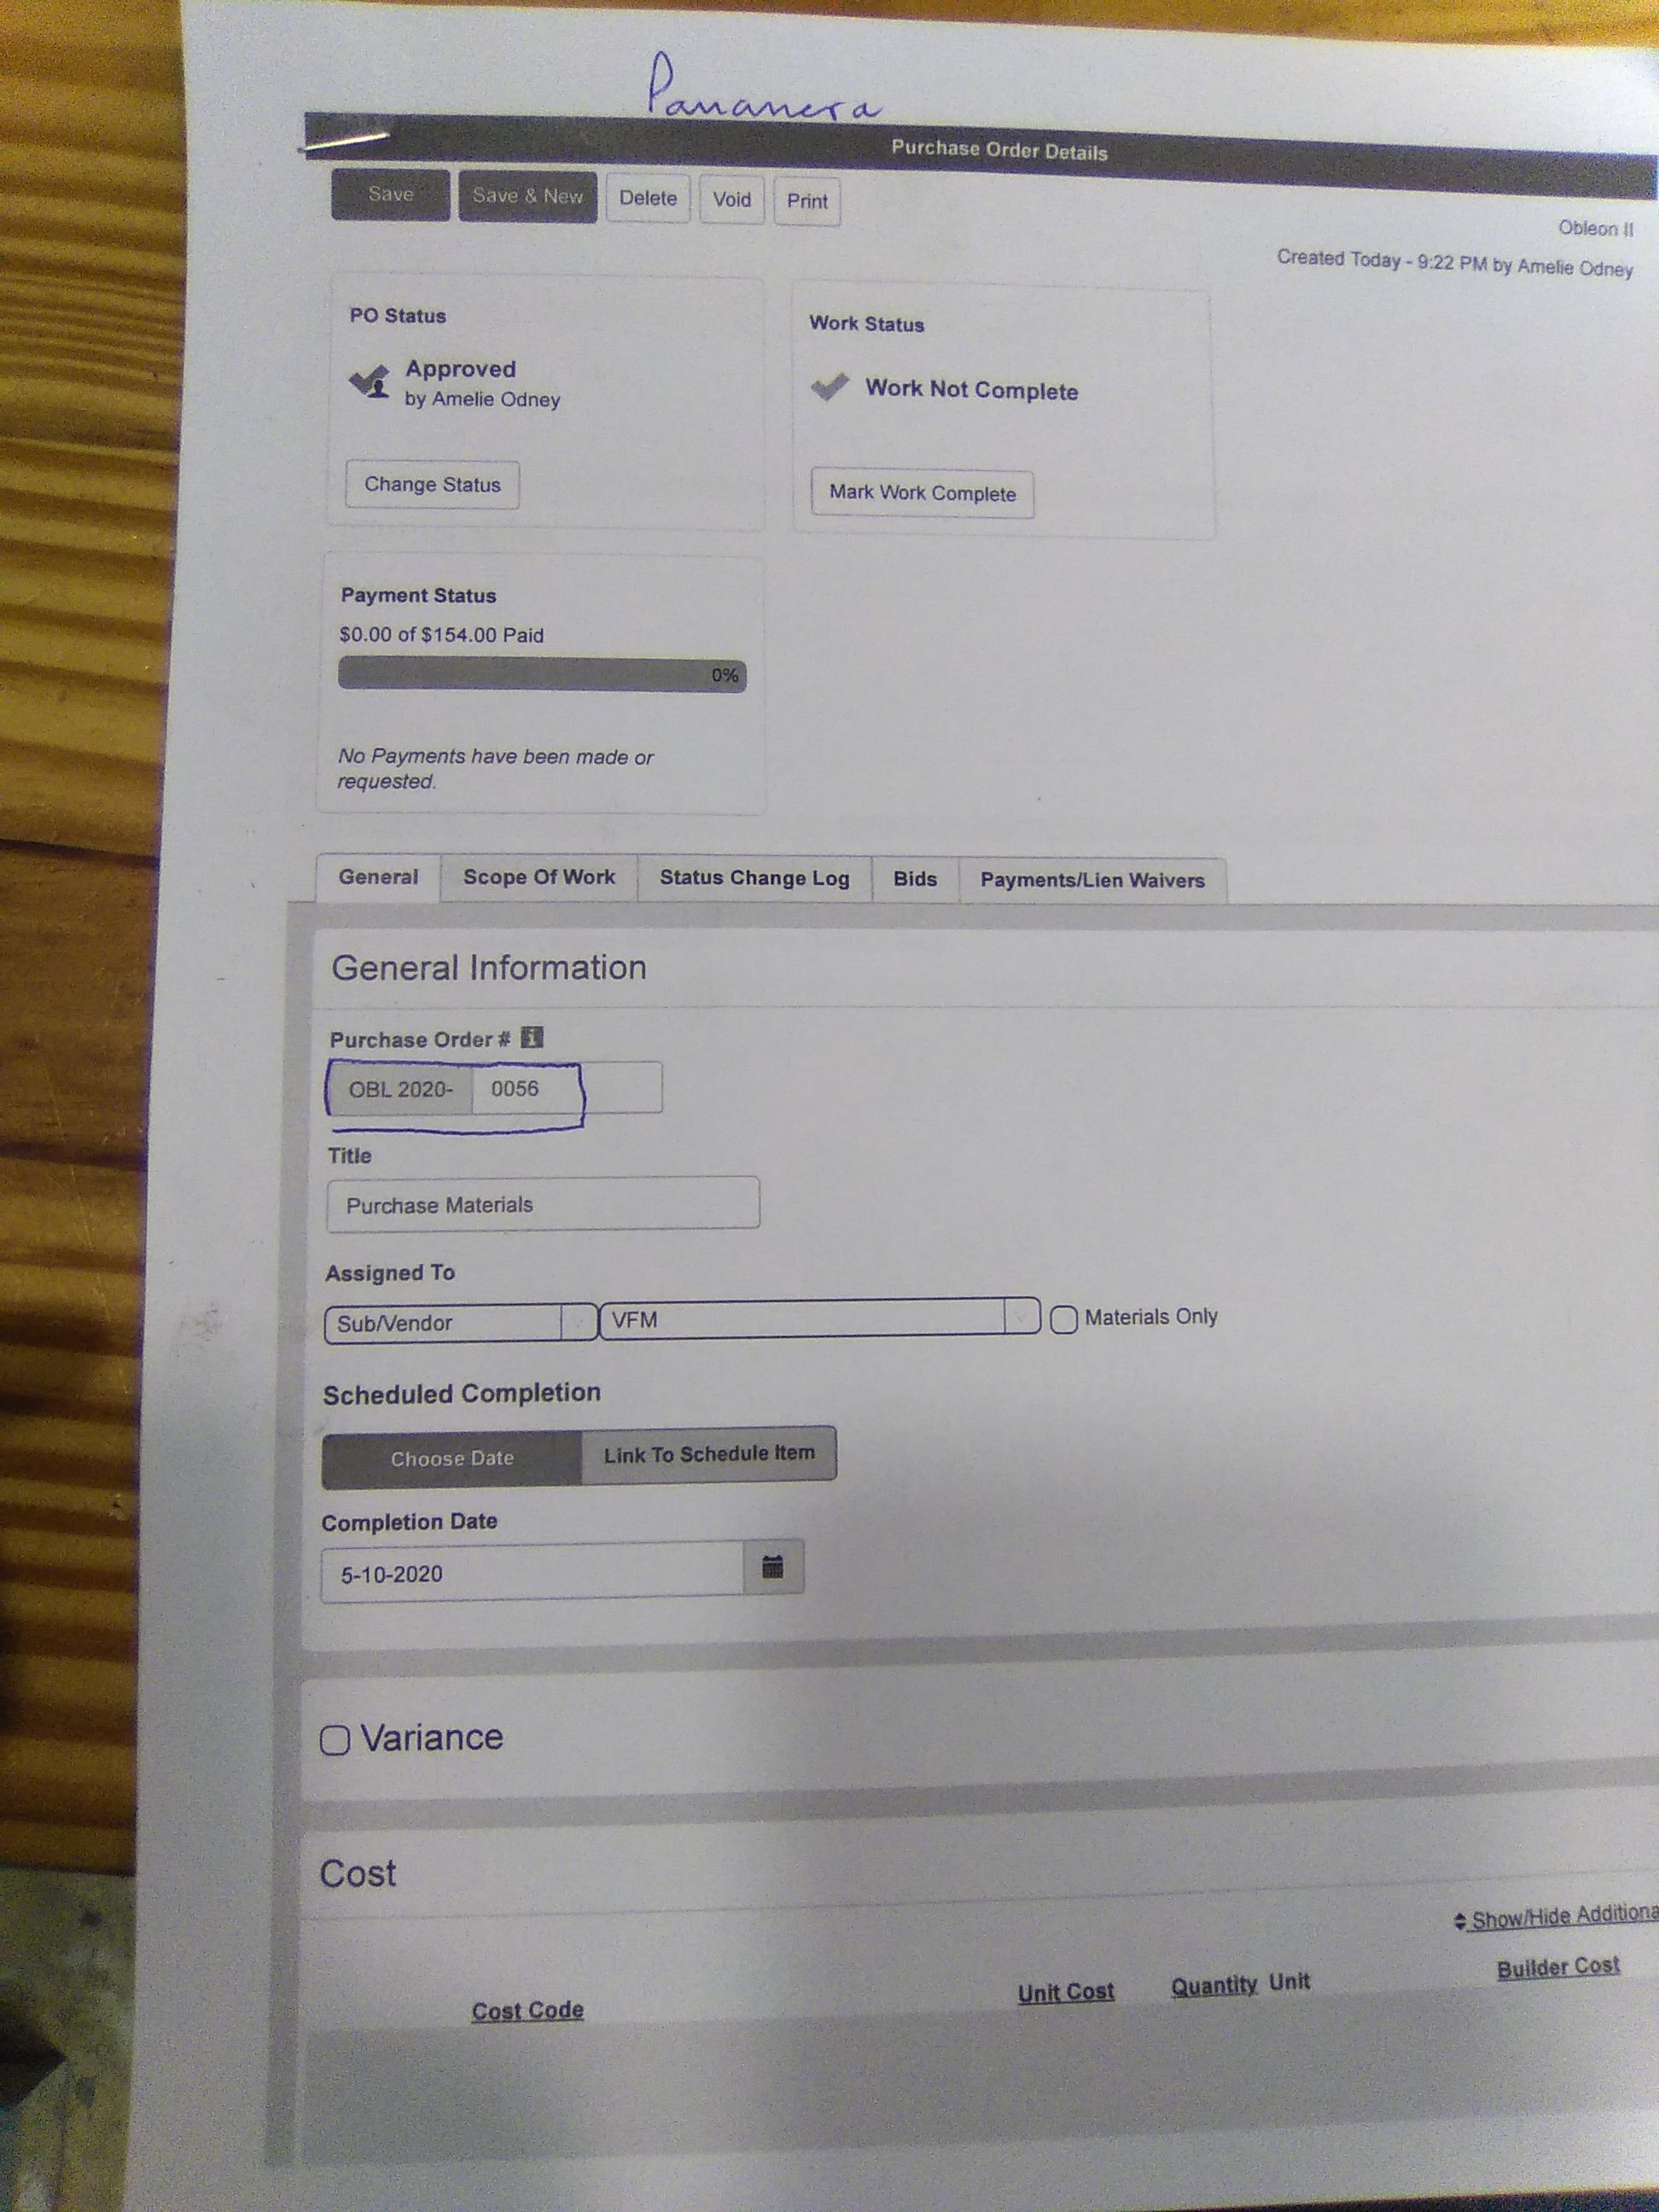 Pananera
Purchase Order Details
Save Save & New Delete Void Print
Obleon II
Created Today - 9:22 PM by Amelie Odney
PO Status
Approved
by Amelie Odney
Change Status
Work Status
Work Not Complete
Mark Work Complete
Payment Status
$0.00 of $154.00 Paid
0%
No Payments have been made or
requested.
General Scope Of Work Status Change Log Bids Payments/Lien Waivers
General Information
Purchase Order #
OBL 2020- 0056
Title
Purchase Materials
Assigned To
Sub/Vendor VFM Materials Only
Scheduled Completion
Choose Date Link To Schedule Item
Completion Date
5-10-2020
Variance
Cost
Show/Hide Additiona
Cost Code Unit Cost Quantity Unit Builder Cost